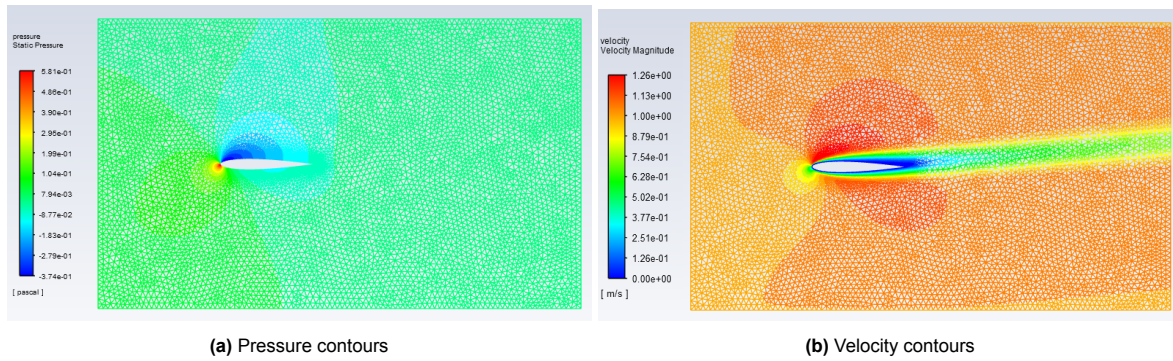 pressure
Static Pressure
5.81e-01
4.86e-01
3.90e-01
2.95e-01
1.99e-01
1.04e-01
7.94e-03
-8.77e-02
-1.83e-01
-2.79e-01
-3.74e-01
[ pascal ]
velocity
Velocity Magnitude
1.26e+00
1.13e+00
1.00e+00
8.79e-01
7.54e-01
6.28e-01
5.02e-01
3.77e-01
2.51e-01
1.26e-01
0.00e+00
[ m/s ]
(a) Pressure contours
(b) Velocity contours